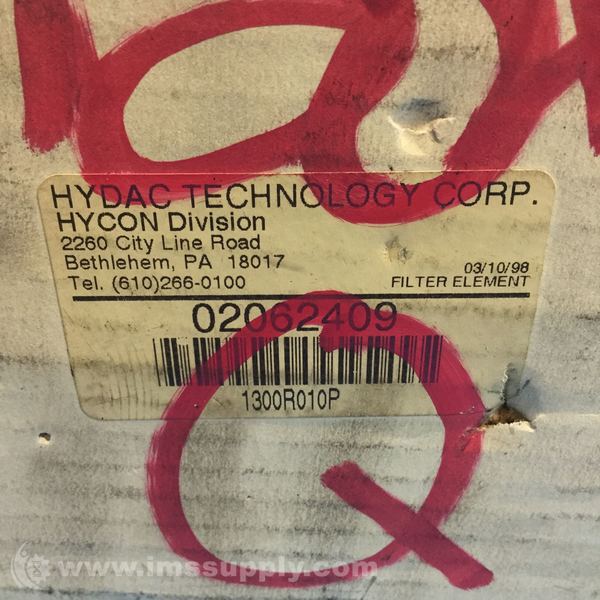 HYDAC TECHNOLOGY CORP.
HYCON Division
2260 City Line Road
Bethlehem, PA 18017
Tel. (610)266-0100
03/10/98
FILTER ELEMENT
02062409
1300R010P
Q
www.imssupply.com